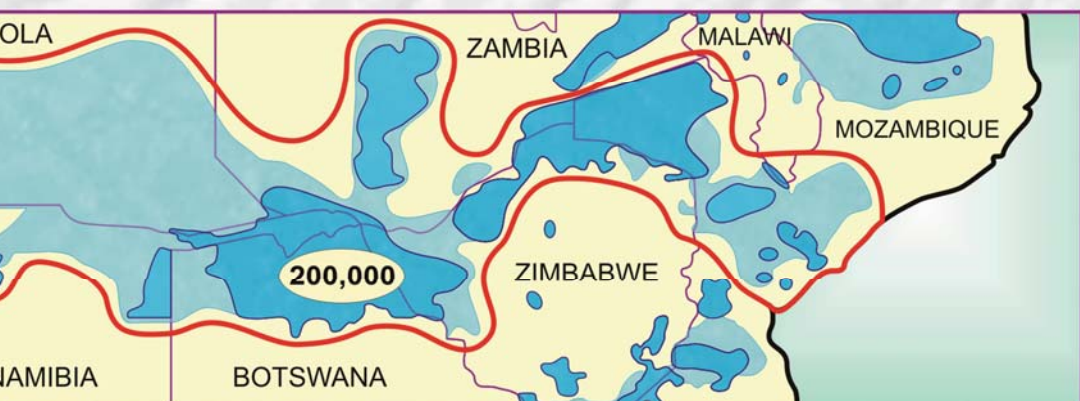 OLA
ZAMBIA
MALAWI
MOZAMBIQUE
200,000
ZIMBABWE
NAMIBIA
BOTSWANA